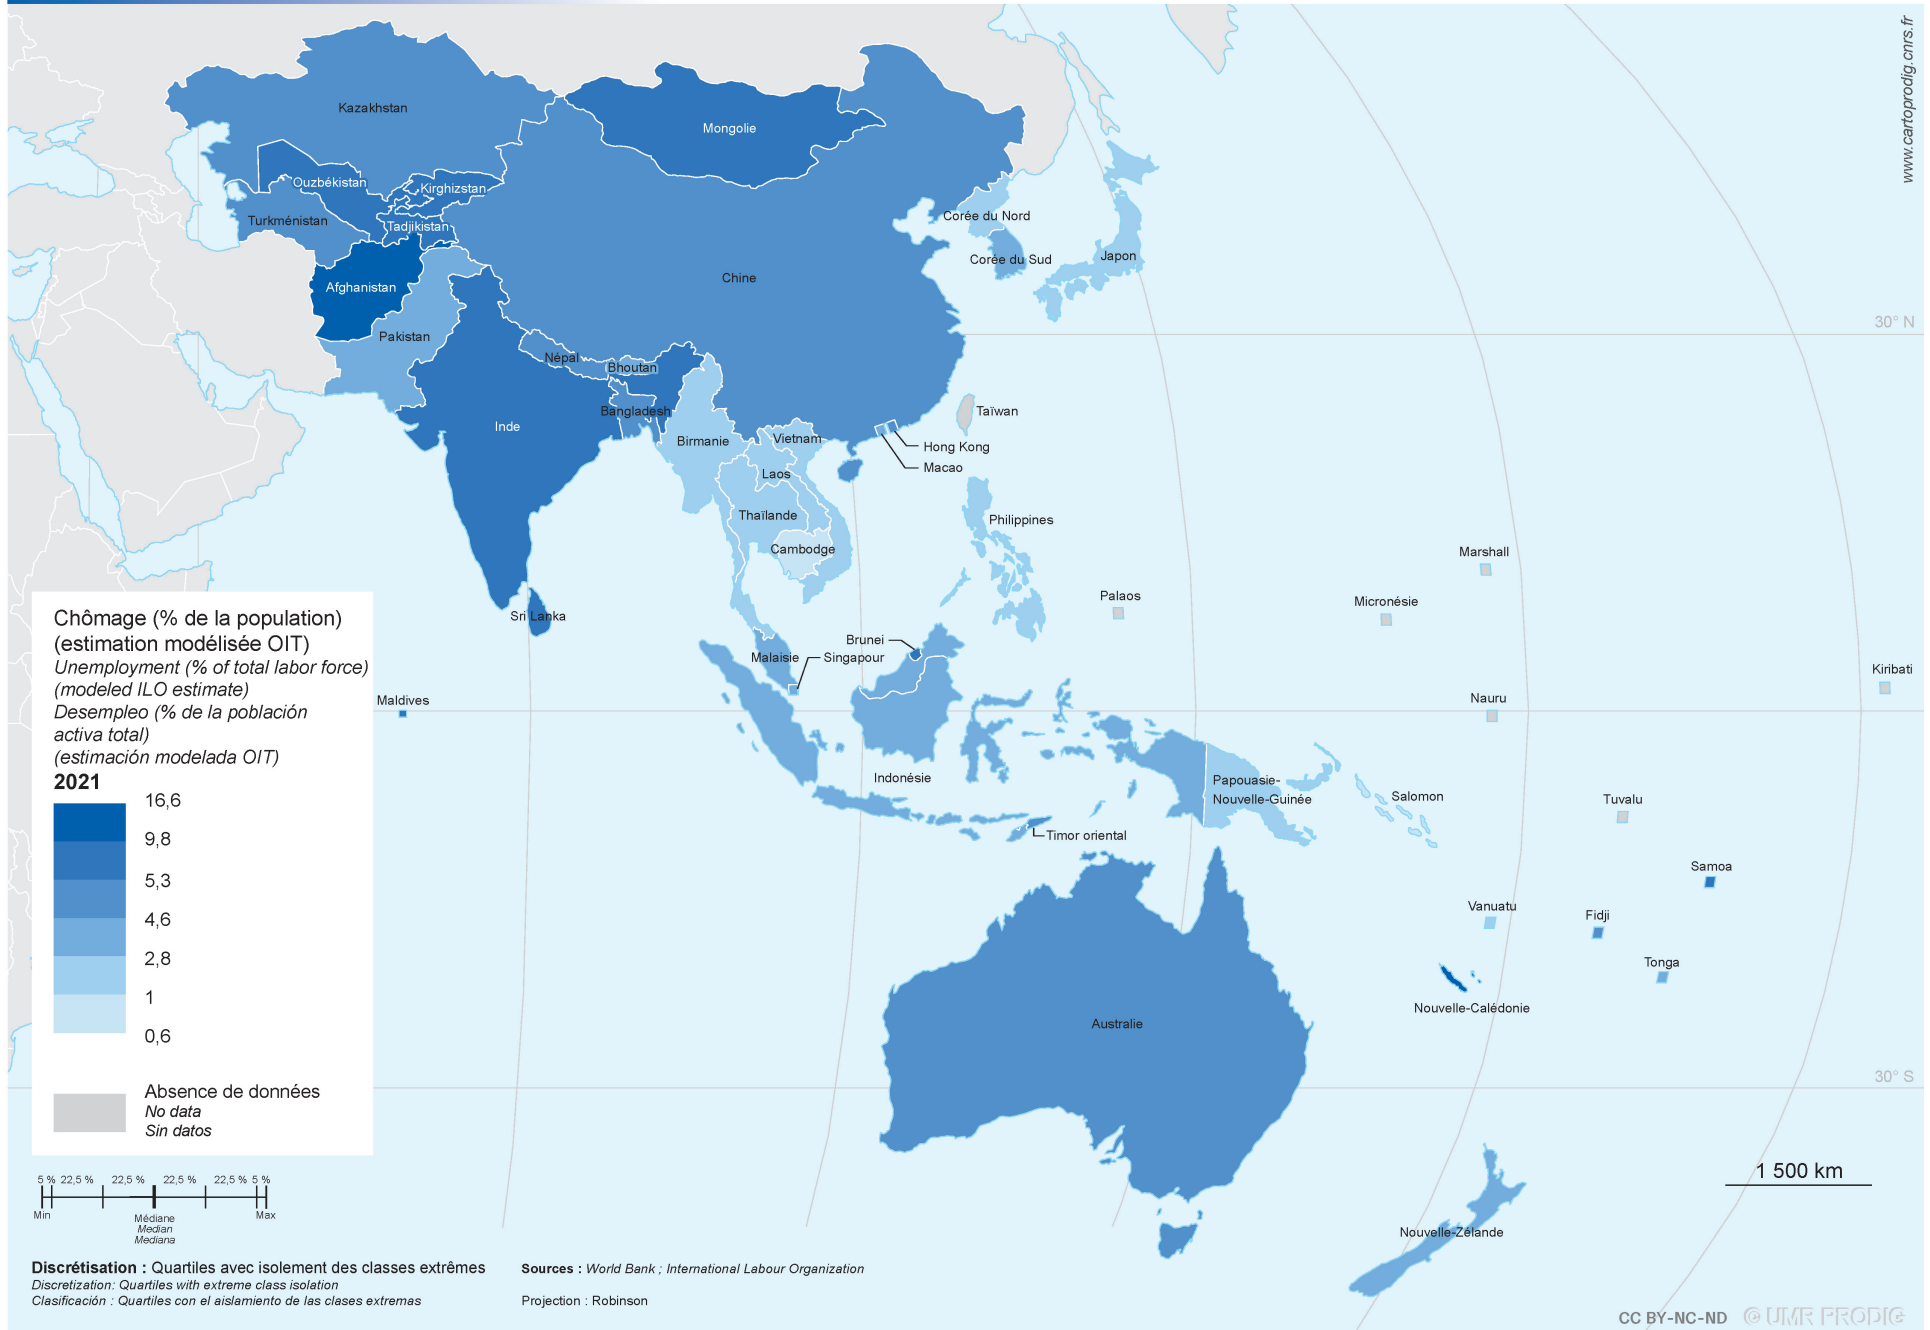 www.cartoprodig.cnrs.fr
Kazakhstan
Mongolie
Ouzbékistan
Kirghizstan
Turkménistan
Tadjikistan
Corée du Nord
Corée du Sud
Japon
Chine
Afghanistan
30° N
Pakistan
Népal
Bhoutan
Bangladesh
Taïwan
Inde
Birmanie
Vietnam
Hong Kong
Macao
Laos
Thaïlande
Philippines
Cambodge
Marshall
Palaos
Micronésie
Sri Lanka
Brunei
Malaisie
Singapour
Kiribati
Maldives
Nauru
Indonésie
Papouasie-
Nouvelle-Guinée
Salomon
Tuvalu
Timor oriental
Samoa
Vanuatu
Fidji
Tonga
Nouvelle-Calédonie
Australie
30° S
Nouvelle-Zélande
1 500 km
Chômage (% de la population)
(estimation modélisée OIT)
Unemployment (% of total labor force)
(modeled ILO estimate)
Desempleo (% de la población
activa total)
(estimación modelada OIT)
2021
16,6
9,8
5,3
4,6
2,8
1
0,6
Absence de données
No data
Sin datos
5 % 22,5 % 22,5 % 22,5 % 22,5 % 5 %
Min Max
Médiane
Median
Mediana
Discrétisation : Quartiles avec isolement des classes extrêmes
Discretization: Quartiles with extreme class isolation
Clasificación : Quartiles con el aislamiento de las clases extremas
Sources : World Bank ; International Labour Organization
Projection : Robinson
CC BY-NC-ND © UMR PRODIG